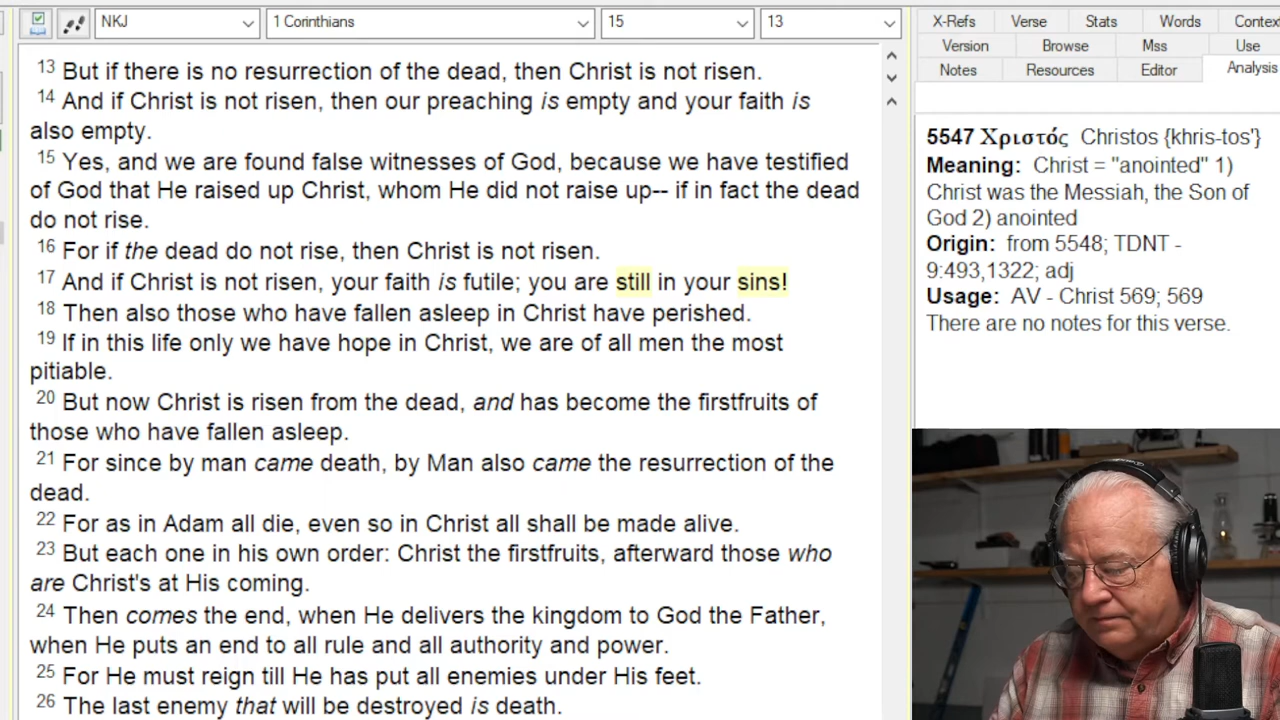 NKJ 1 Corinthians 15 13
13 But if there is no resurrection of the dead, then Christ is not risen.
14 And if Christ is not risen, then our preaching is empty and your faith is
also empty.
15 Yes, and we are found false witnesses of God, because we have testified
of God that He raised up Christ, whom He did not raise up-- if in fact the dead
do not rise.
16 For if the dead do not rise, then Christ is not risen.
17 And if Christ is not risen, your faith is futile; you are still in your sins!
18 Then also those who have fallen asleep in Christ have perished.
19 If in this life only we have hope in Christ, we are of all men the most
pitiable.
20 But now Christ is risen from the dead, and has become the firstfruits of
those who have fallen asleep.
21 For since by man came death, by Man also came the resurrection of the
dead.
22 For as in Adam all die, even so in Christ all shall be made alive.
23 But each one in his own order: Christ the firstfruits, afterward those who
are Christ's at His coming.
24 Then comes the end, when He delivers the kingdom to God the Father,
when He puts an end to all rule and all authority and power.
25 For He must reign till He has put all enemies under His feet.
26 The last enemy that will be destroyed is death.
X-Refs Verse Stats Words Contex
Version Browse Mss Use
Notes Resources Editor Analysis
5547 Χριστός Christos {khris-tos'}
Meaning: Christ = "anointed" 1)
Christ was the Messiah, the Son of
God 2) anointed
Origin: from 5548; TDNT -
9:493,1322; adj
Usage: AV - Christ 569; 569
There are no notes for this verse.